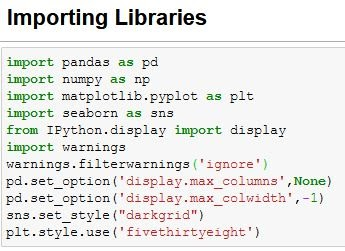 Importing Libraries
import pandas as pd
import numpy as np
import matplotlib.pyplot as plt
import seaborn as sns
from IPython.display import display
import warnings
warnings.filterwarnings('ignore')
pd.set_option('display.max_columns',None)
pd.set_option('display.max_colwidth',-1)
sns.set_style("darkgrid")
plt.style.use('fivethirtyeight')